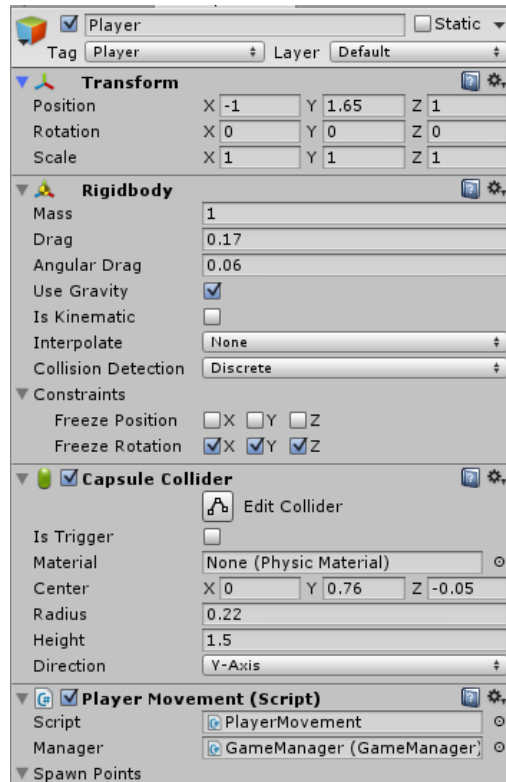 Player Static
Tag Player Layer Default
Transform
Position X -1 Y 1.65 Z 1
Rotation X 0 Y 0 Z 0
Scale X 1 Y 1 Z 1
Rigidbody
Mass 1
Drag 0.17
Angular Drag 0.06
Use Gravity
Is Kinematic
Interpolate None
Collision Detection Discrete
Constraints
Freeze Position X Y Z
Freeze Rotation X Y Z
Capsule Collider
Edit Collider
Is Trigger
Material None (Physic Material)
Center X 0 Y 0.76 Z -0.05
Radius 0.22
Height 1.5
Direction Y-Axis
Player Movement (Script)
Script PlayerMovement
Manager GameManager (GameManager)
Spawn Points